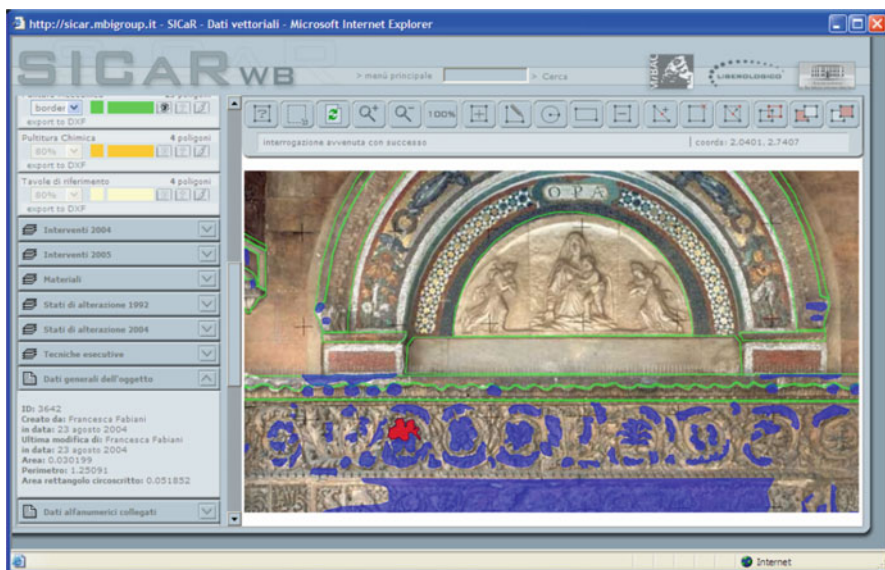 http://sicar.mbigroup.it - SICaR - Dati vettoriali - Microsoft Internet Explorer
SICAR WB
> menù principale
> Cerca
LIBEROLOGICO
border
export to DXF
Pulitura Chimica 4 poligoni
80%
export to DXF
Tavole di riferimento 4 poligoni
80%
export to DXF
Interventi 2004
Interventi 2005
Materiali
Stati di alterazione 1992
Stati di alterazione 2004
Tecniche esecutive
Dati generali dell'oggetto
ID: 3642
Creato da: Francesca Fabiani
in data: 23 agosto 2004
Ultima modifica di: Francesca Fabiani
in data: 23 agosto 2004
Area: 0.030199
Perimetro: 1.25091
Area rettangolo circoscritto: 0.051852
Dati alfanumerici collegati
100%
interrogazione avvenuta con successo
coords: 2.0401, 2.7407
OPA
Internet